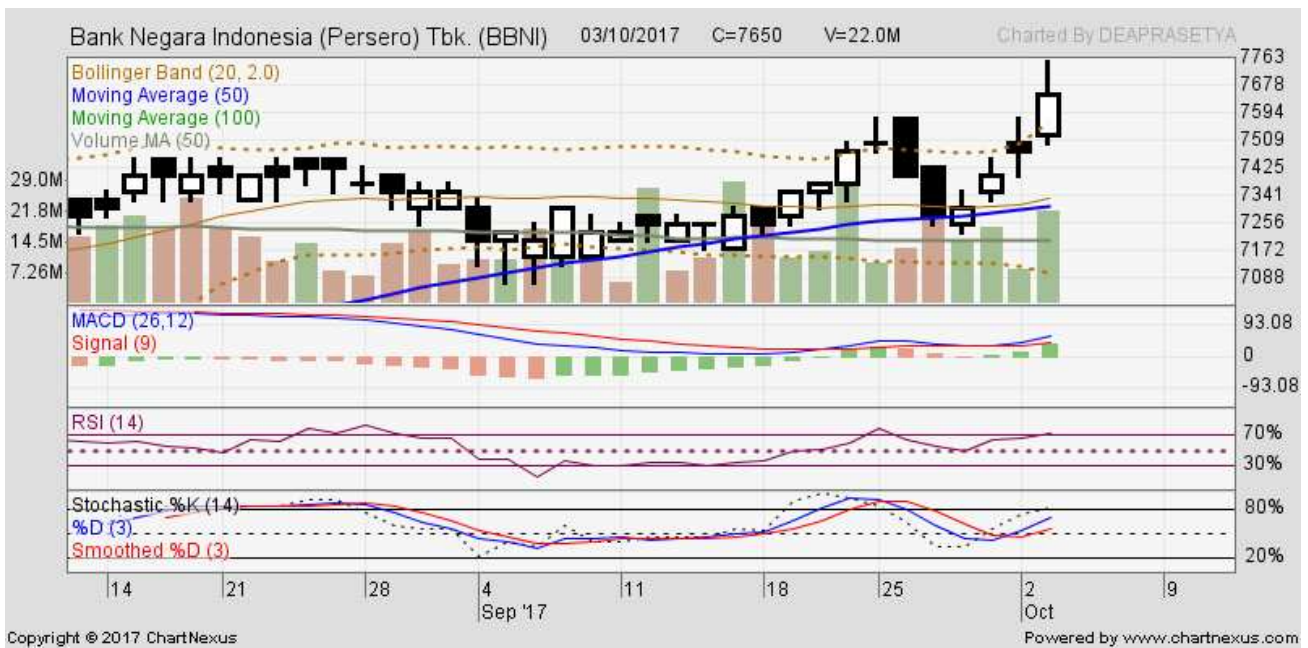 Bank Negara Indonesia (Persero) Tbk. (BBNI) 03/10/2017 C=7650 V=22.0M Charted By DEAPRASETYA
Bollinger Band (20, 2.0)
Moving Average (50)
Moving Average (100)
Volume MA (50)
29.0M
21.8M
14.5M
7.26M
7763
7678
7594
7509
7425
7341
7256
7172
7088
MACD (26,12)
Signal (9)
93.08
0
-93.08
RSI (14)
70%
30%
Stochastic %K (14)
%D (3)
Smoothed %D (3)
80%
20%
14 21 28 4 11 18 25 2 9
Sep '17 Oct
Copyright © 2017 ChartNexus Powered by www.chartnexus.com